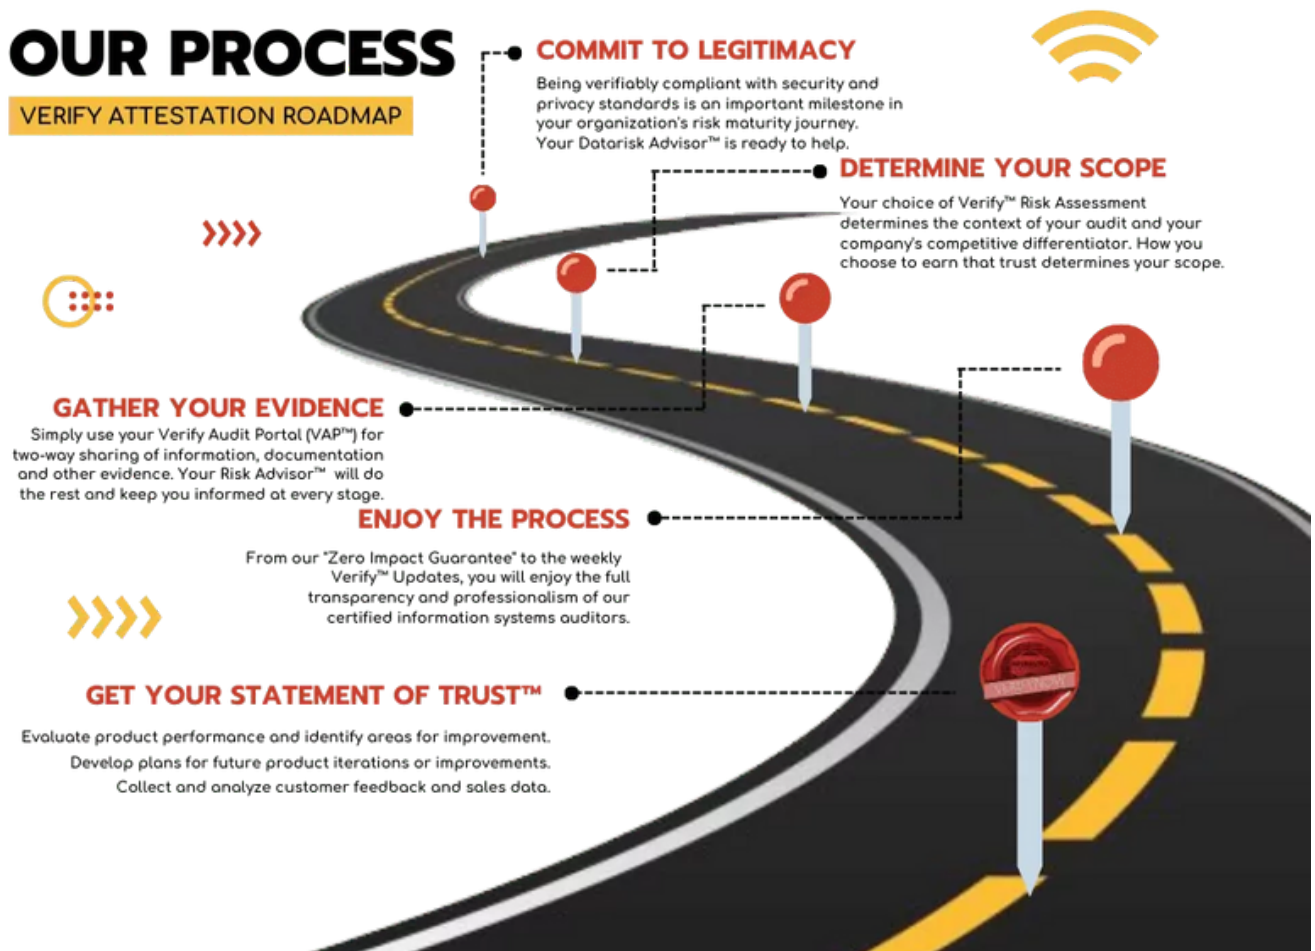 OUR PROCESS
VERIFY ATTESTATION ROADMAP
COMMIT TO LEGITIMACY
Being verifiably compliant with security and
privacy standards is an important milestone in
your organization's risk maturity journey.
Your Datarisk Advisor™ is ready to help.
DETERMINE YOUR SCOPE
Your choice of Verify™ Risk Assessment
determines the context of your audit and your
company's competitive differentiator. How you
choose to earn that trust determines your scope.
GATHER YOUR EVIDENCE
Simply use your Verify Audit Portal (VAP™) for
two-way sharing of information, documentation
and other evidence. Your Risk Advisor™ will do
the rest and keep you informed at every stage.
ENJOY THE PROCESS
From our "Zero Impact Guarantee" to the weekly
Verify™ Updates, you will enjoy the full
transparency and professionalism of our
certified information systems auditors.
GET YOUR STATEMENT OF TRUST™
Evaluate product performance and identify areas for improvement.
Develop plans for future product iterations or improvements.
Collect and analyze customer feedback and sales data.